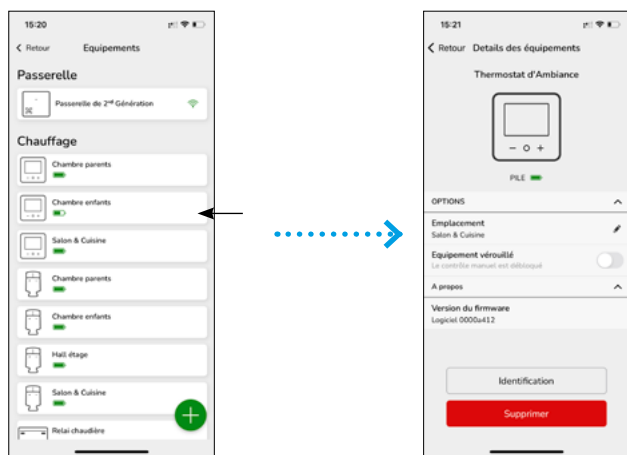 15:20
Retour Equipements
Passerelle
Passerelle de 2nd Génération
Chauffage
Chambre parents
Chambre enfants
Salon & Cuisine
Chambre parents
Chambre enfants
Hall étage
Salon & Cuisine
Relai chaudière
15:21
Retour Details des équipements
Thermostat d'Ambiance
PILE
OPTIONS
Emplacement
Salon & Cuisine
Equipement vérouillé
Le contrôle manuel est débloqué
A propos
Version du firmware
Logiciel 0000a412
Identification
Supprimer